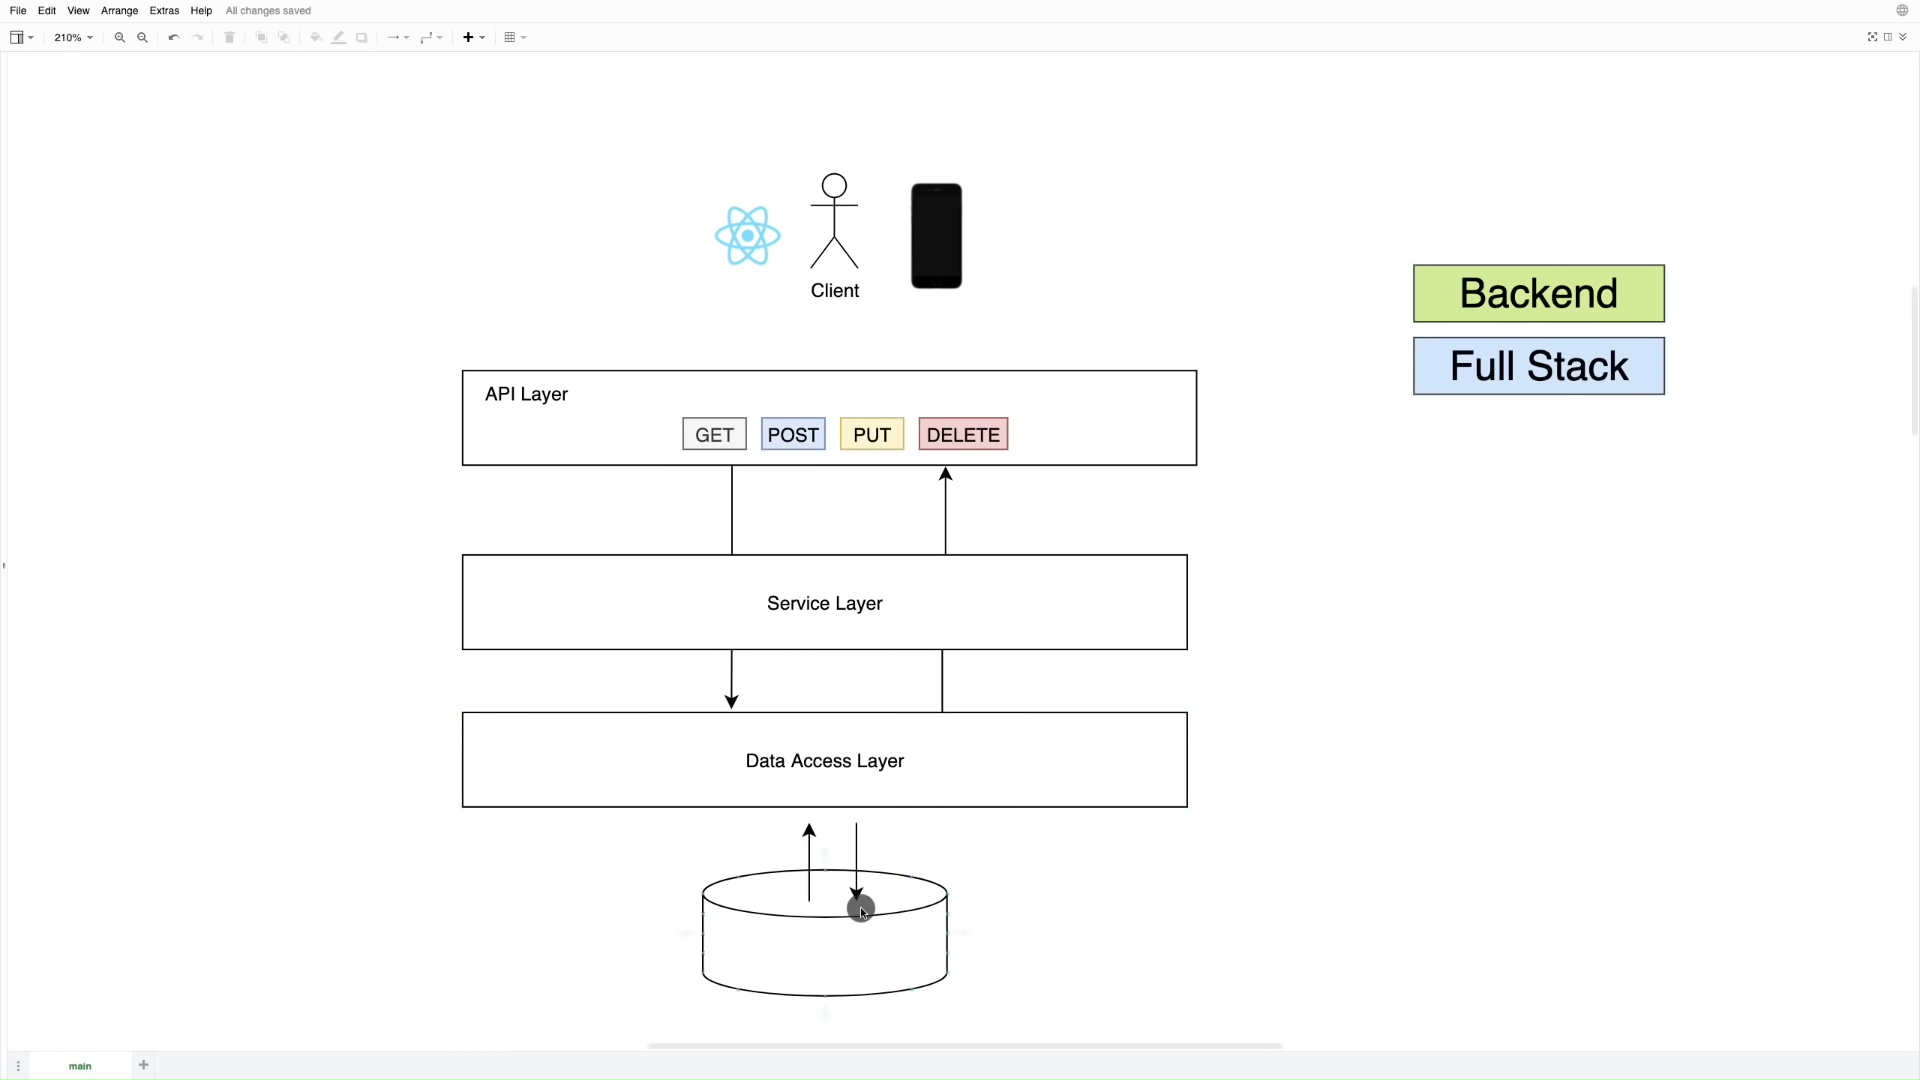 File Edit View Arrange Extras Help All changes saved
210%
Client
Backend
Full Stack
API Layer
GET POST PUT DELETE
Service Layer
Data Access Layer
main